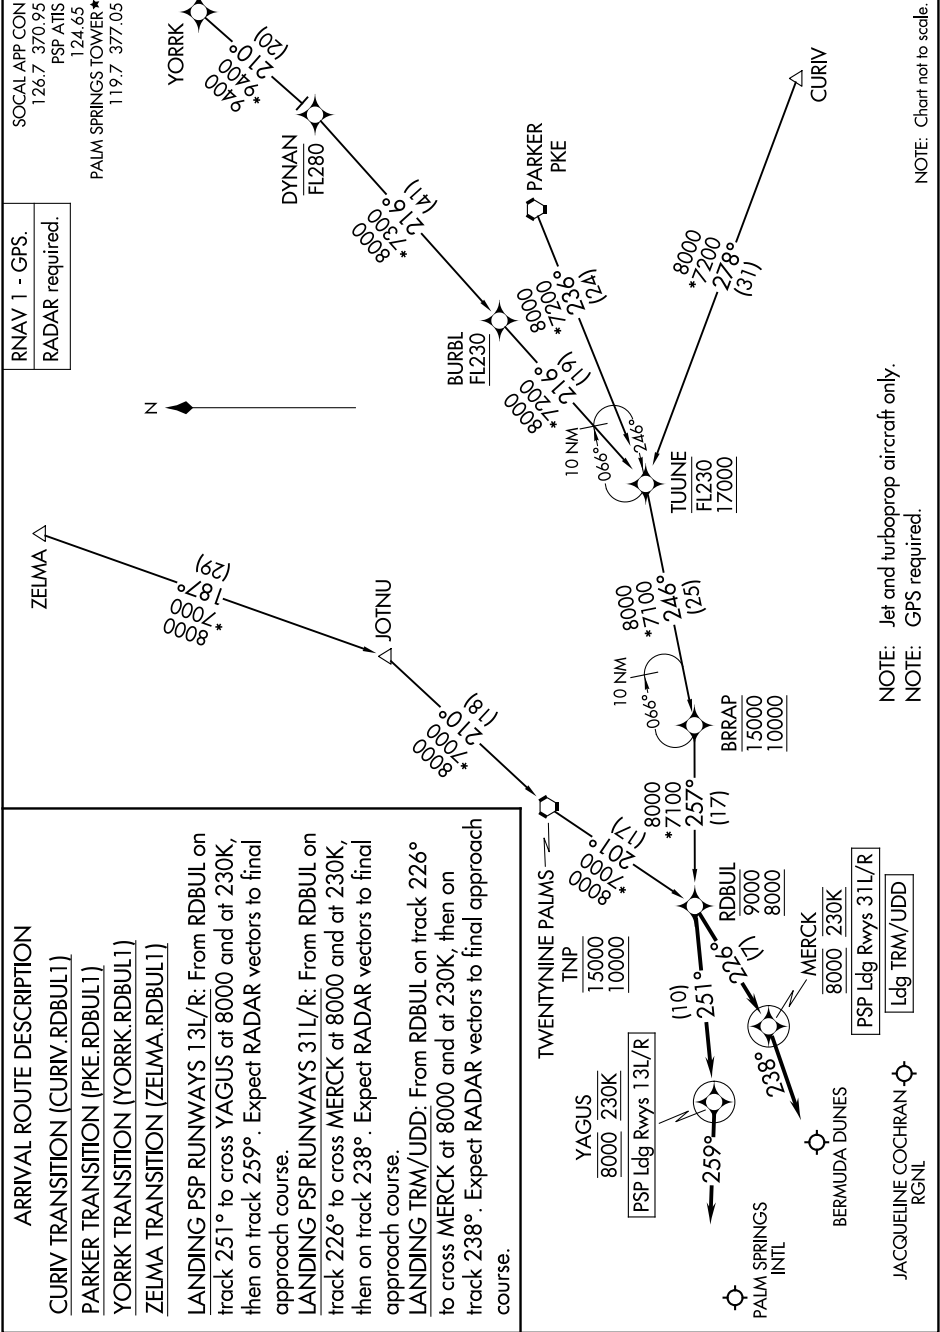 ARRIVAL ROUTE DESCRIPTION
CURIV TRANSITION (CURIV.RDBUL1)
PARKER TRANSITION (PKE.RDBUL1)
YORRK TRANSITION (YORRK.RDBUL1)
ZELMA TRANSITION (ZELMA.RDBUL1)
LANDING PSP RUNWAYS 13L/R: From RDBUL on
track 251° to cross YAGUS at 8000 and at 230K,
then on track 259°. Expect RADAR vectors to final
approach course.
LANDING PSP RUNWAYS 31L/R: From RDBUL on
track 226° to cross MERCK at 8000 and at 230K,
then on track 238°. Expect RADAR vectors to final
approach course.
LANDING TRM/UDD: From RDBUL on track 226°
to cross MERCK at 8000 and at 230K, then on
track 238°. Expect RADAR vectors to final approach
course.
RNAV 1 - GPS.
RADAR required.
SOCAL APP CON
126.7 370.95
PSP ATIS
124.65
PALM SPRINGS TOWER★
119.7 377.05
ZELMA
8000
*7000
187°
(29)
JOTNU
8000
*7000
210°
(18)
N
YORRK
9400
*9400
210°
(20)
DYNAN
FL280
8000
*7300
216°
(41)
BURBL
FL230
8000
*7200
216°
(19)
PARKER
PKE
8000
*7200
236°
(24)
CURIV
8000
*7200
278°
(31)
10 NM
066°
246°
TUUNE
FL230
17000
8000
*7100
246°
(25)
10 NM
066°
BRRAP
15000
10000
8000
*7100
257°
(17)
TWENTYNINE PALMS
TNP
15000
10000
8000
*7000
201°
(17)
RDBUL
9000
8000
(10)
251°
226°
(7)
YAGUS
8000 230K
PSP Ldg Rwys 13L/R
259°
MERCK
8000 230K
PSP Ldg Rwys 31L/R
Ldg TRM/UDD
238°
PALM SPRINGS
INTL
BERMUDA DUNES
JACQUELINE COCHRAN
RGNL
NOTE: Jet and turboprop aircraft only.
NOTE: GPS required.
NOTE: Chart not to scale.